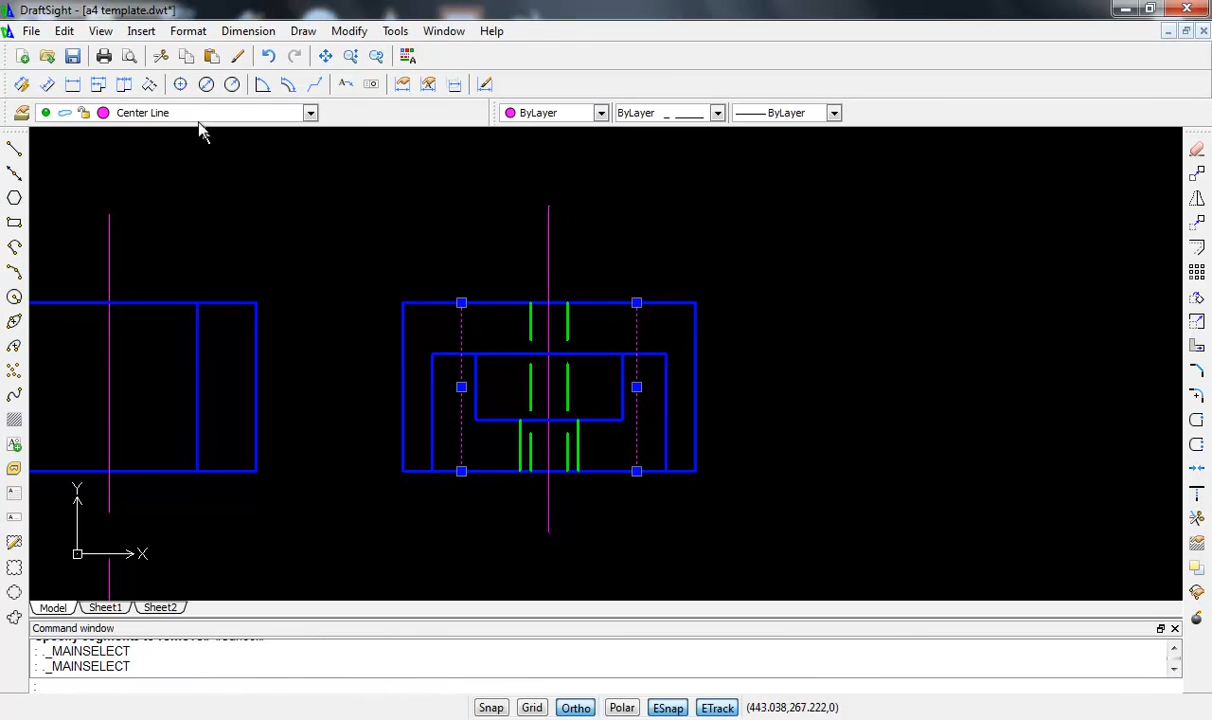 DraftSight - [a4 template.dwt*]
File Edit View Insert Format Dimension Draw Modify Tools Window Help
Center Line ByLayer ByLayer ByLayer
Y
X
Model Sheet1 Sheet2
Command window
: ._MAINSELECT
: ._MAINSELECT
:
Snap Grid Ortho Polar ESnap ETrack (443.038,267.222,0)